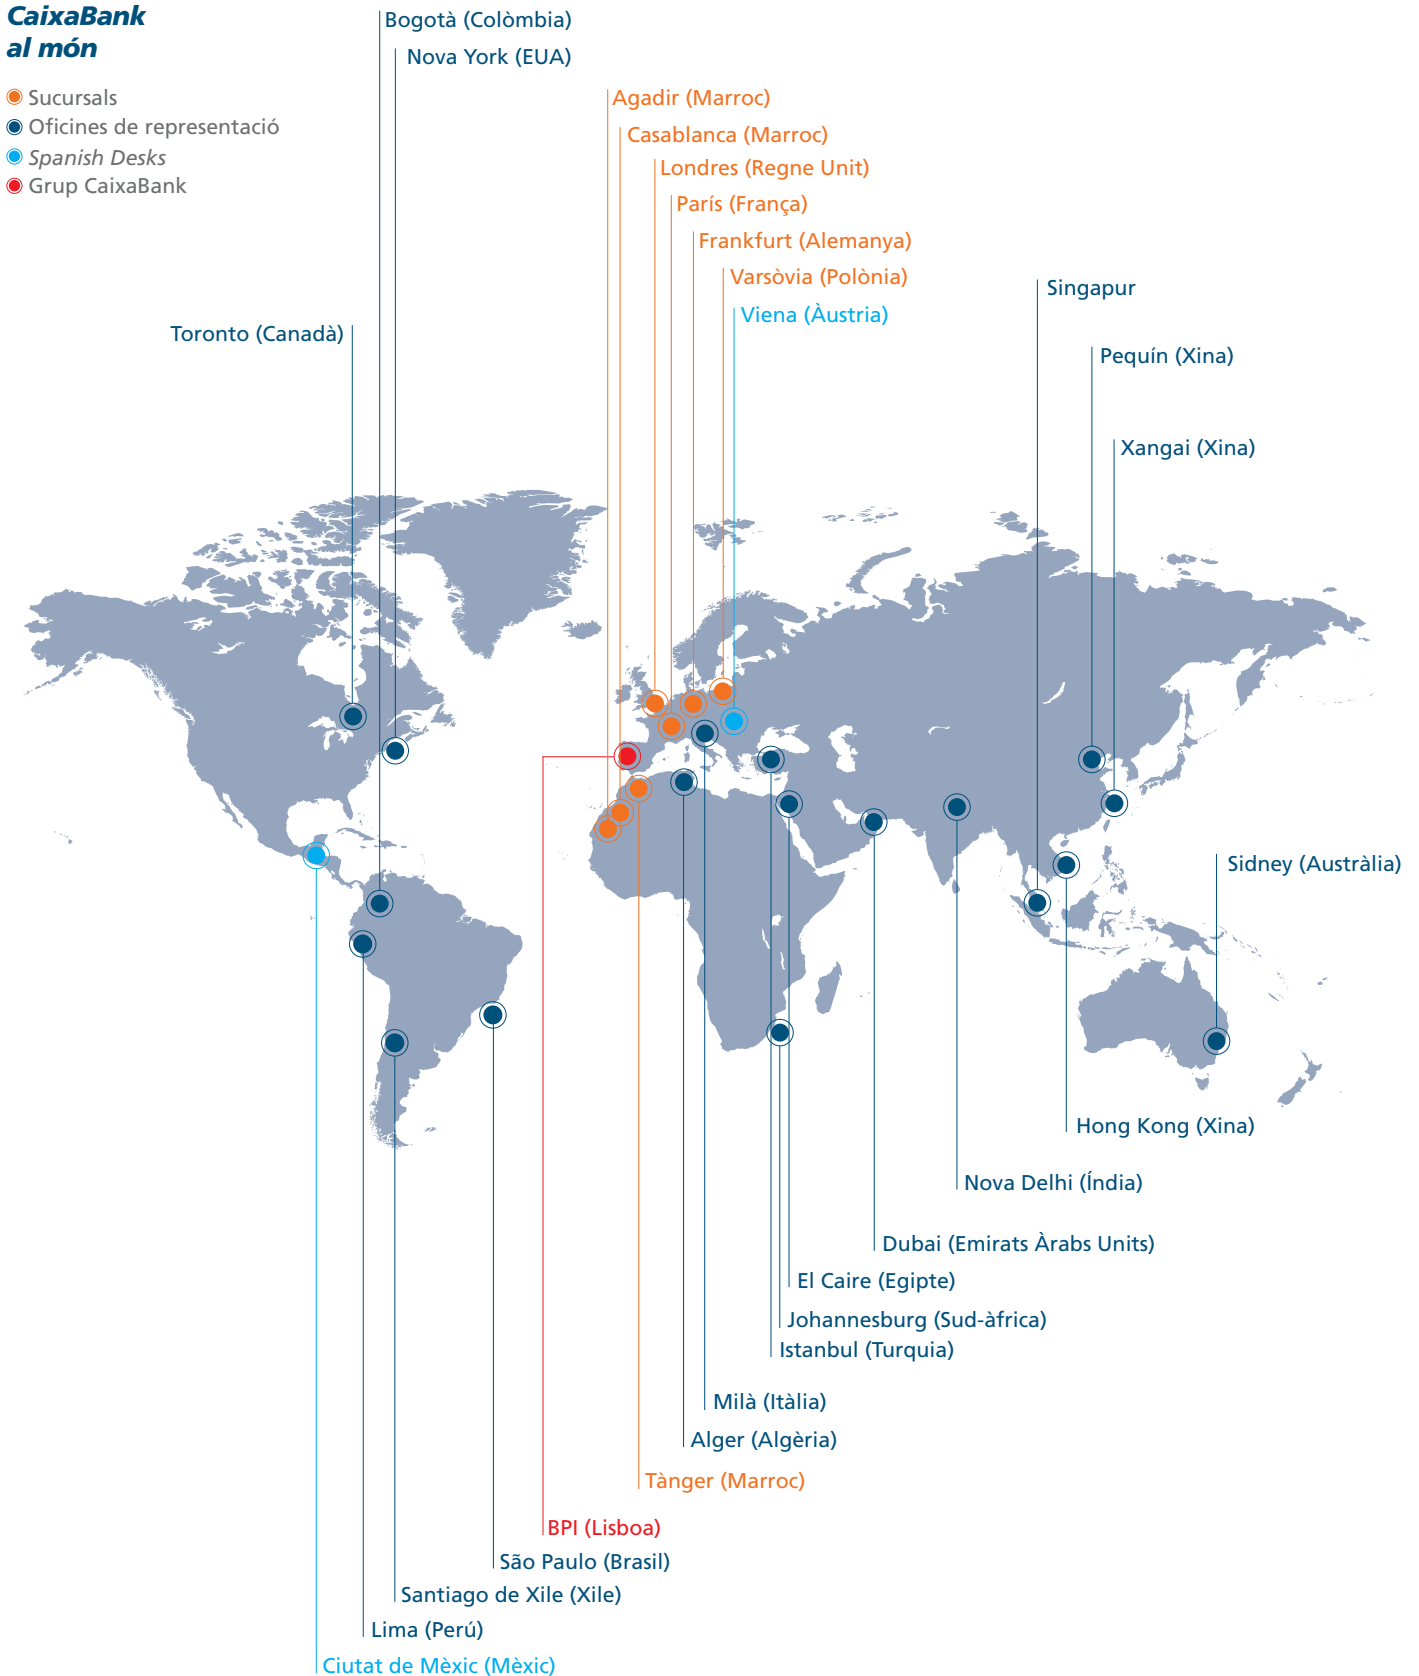 CaixaBank
al món
Sucursals
Oficines de representació
Spanish Desks
Grup CaixaBank
Bogotà (Colòmbia)
Nova York (EUA)
Agadir (Marroc)
Casablanca (Marroc)
Londres (Regne Unit)
París (França)
Frankfurt (Alemanya)
Varsòvia (Polònia)
Singapur
Viena (Àustria)
Toronto (Canadà)
Pequín (Xina)
Xangai (Xina)
Sidney (Austràlia)
Hong Kong (Xina)
Nova Delhi (Índia)
Dubai (Emirats Àrabs Units)
El Caire (Egipte)
Johannesburg (Sud-àfrica)
Istanbul (Turquia)
Milà (Itàlia)
Alger (Algèria)
Tànger (Marroc)
BPI (Lisboa)
São Paulo (Brasil)
Santiago de Xile (Xile)
Lima (Perú)
Ciutat de Mèxic (Mèxic)